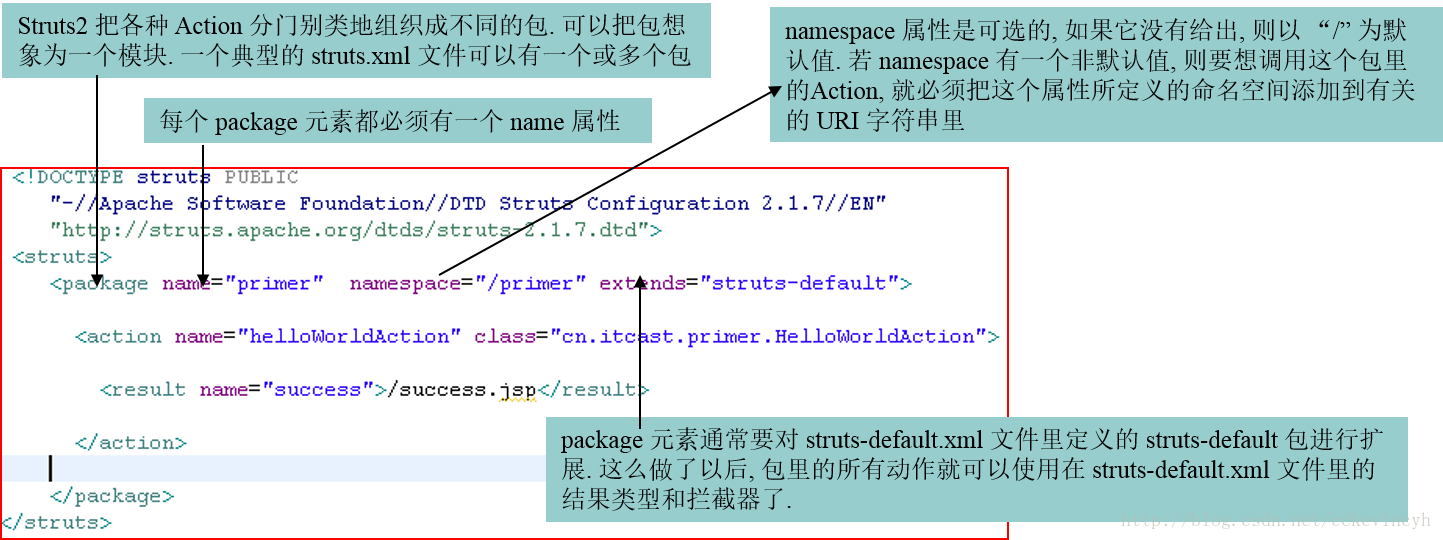 Struts2 把各种 Action 分门别类地组织成不同的包. 可以把包想
象为一个模块. 一个典型的 struts.xml 文件可以有一个或多个包
namespace 属性是可选的, 如果它没有给出, 则以 “/” 为默
认值. 若 namespace 有一个非默认值, 则要想调用这个包里
的Action, 就必须把这个属性所定义的命名空间添加到有关
的 URI 字符串里
每个 package 元素都必须有一个 name 属性
<!DOCTYPE struts PUBLIC
"-//Apache Software Foundation//DTD Struts Configuration 2.1.7//EN"
"http://struts.apache.org/dtds/struts-2.1.7.dtd">
<struts>
<package name="primer" namespace="/primer" extends="struts-default">
<action name="helloWorldAction" class="cn.itcast.primer.HelloWorldAction">
<result name="success">/success.jsp</result>
</action>
package 元素通常要对 struts-default.xml 文件里定义的 struts-default 包进行扩
展. 这么做了以后, 包里的所有动作就可以使用在 struts-default.xml 文件里的
结果类型和拦截器了.
</package>
</struts>